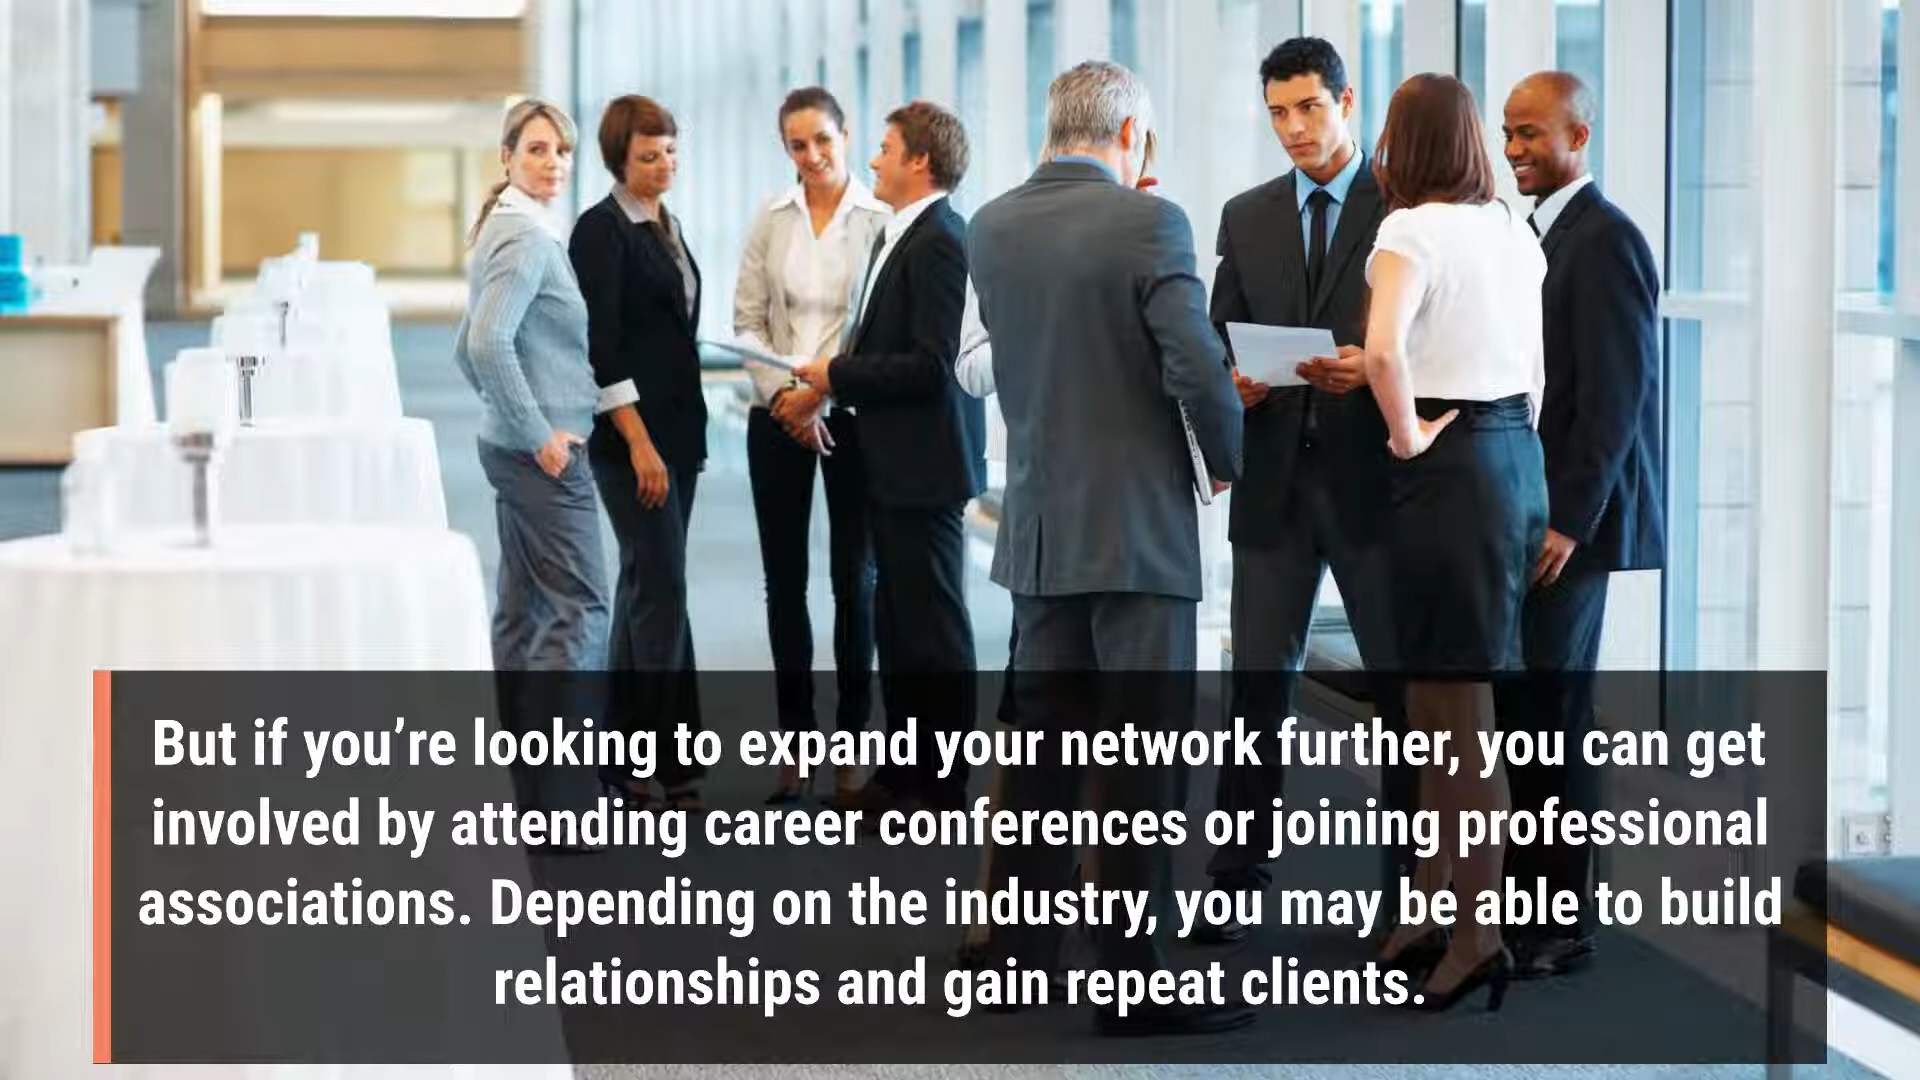 But if you’re looking to expand your network further, you can get
involved by attending career conferences or joining professional
associations. Depending on the industry, you may be able to build
relationships and gain repeat clients.